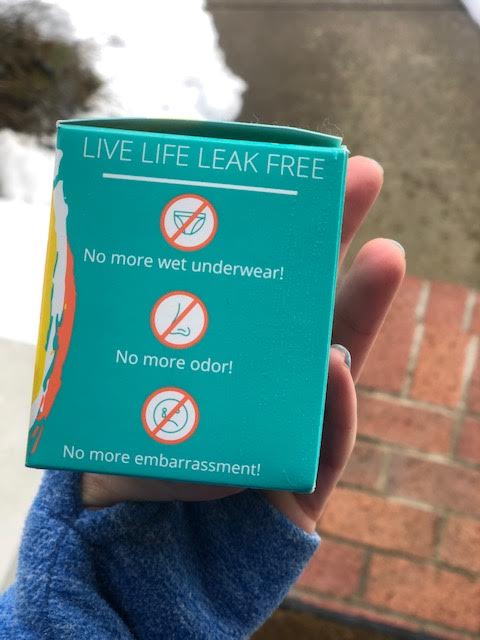 LIVE LIFE LEAK FREE
No more wet underwear!
No more odor!
No more embarrassment!